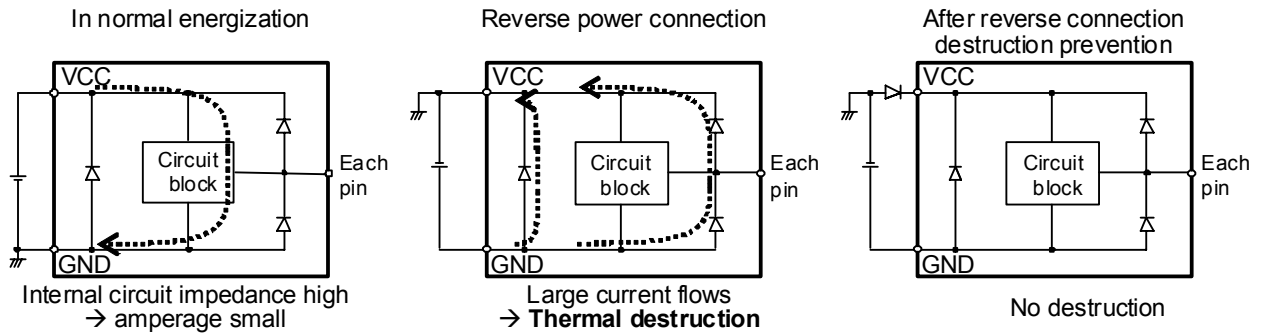 In normal energization
VCC
Circuit
block
Each
pin
GND
Internal circuit impedance high
→ amperage small
Reverse power connection
VCC
Circuit
block
Each
pin
GND
Large current flows
→ Thermal destruction
After reverse connection
destruction prevention
VCC
Circuit
block
Each
pin
GND
No destruction